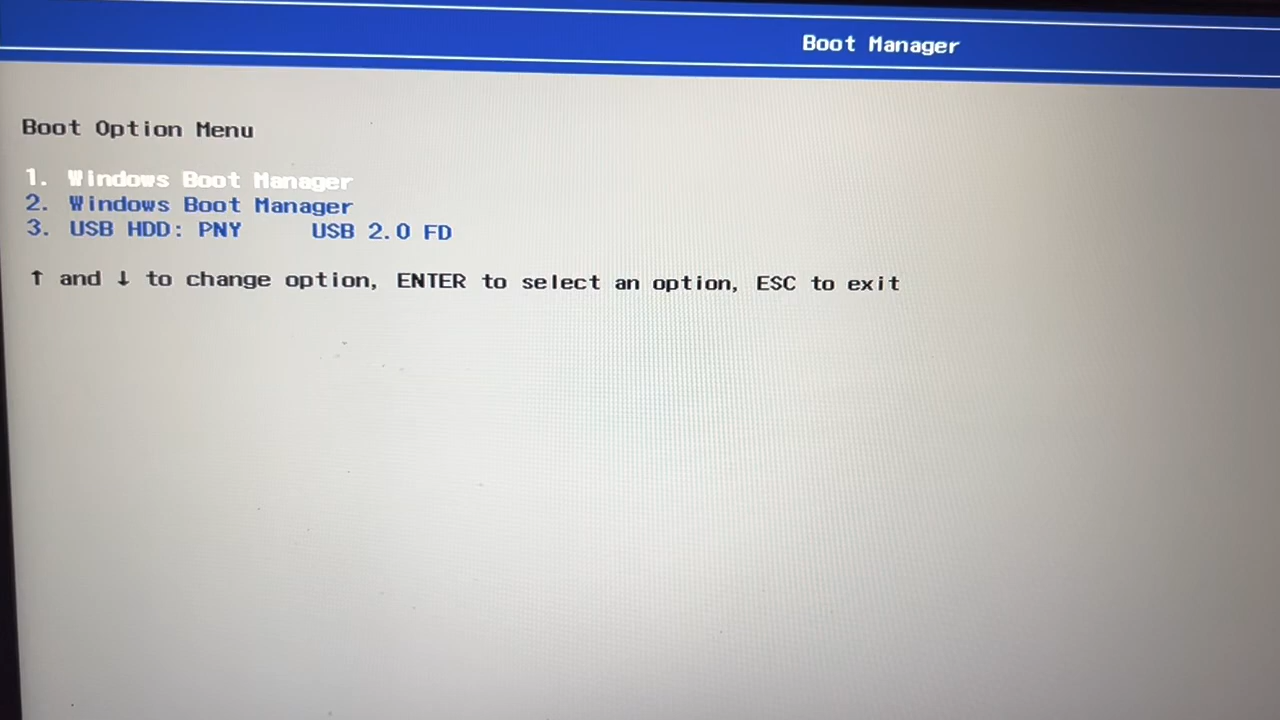 Boot Manager
Boot Option Menu
1. Windows Boot Manager
2. Windows Boot Manager
3. USB HDD: PNY USB 2.0 FD
↑ and ↓ to change option, ENTER to select an option, ESC to exit